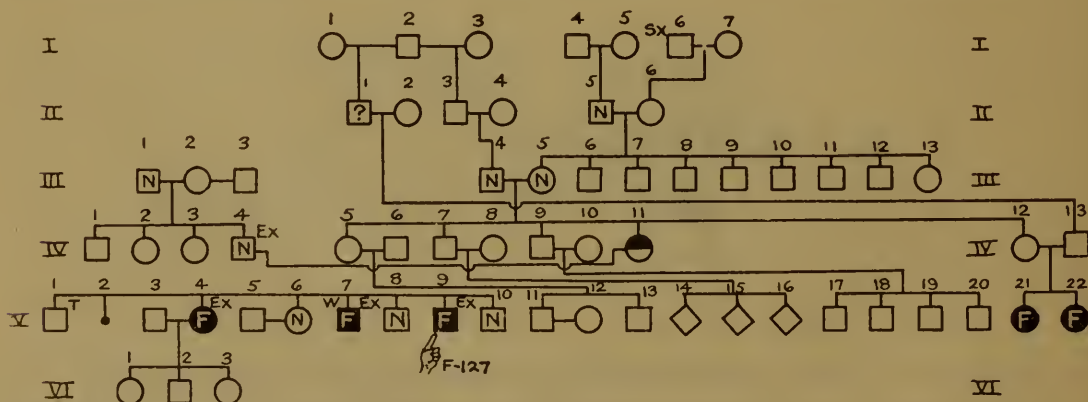 1 2 3 4 5 Sx 6 7
I I
1 2 3 4 5 6
II ? N II
1 2 3 4 5 6 7 8 9 10 11 12 13
III N N N III
1 2 3 4 Ex 5 6 7 8 9 10 11 12 13
IV N IV
1 2 3 4 5 6 7 8 9 10 11 12 13 14 15 16 17 18 19 20 21 22
V T F Ex N W F Ex N F Ex N F F V
F-127
1 2 3
VI VI